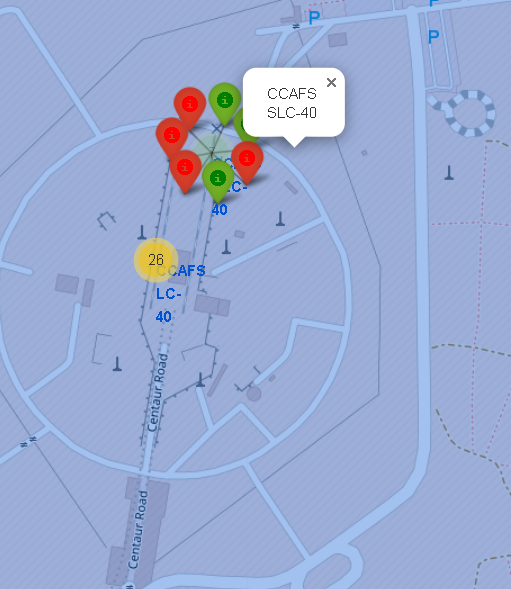 P
P
P
×
CCAFS
SLC-40
i
i
i
i
i
i
LC-
40
26
CCAFS
LC-
40
Centaur Road
Centaur Road